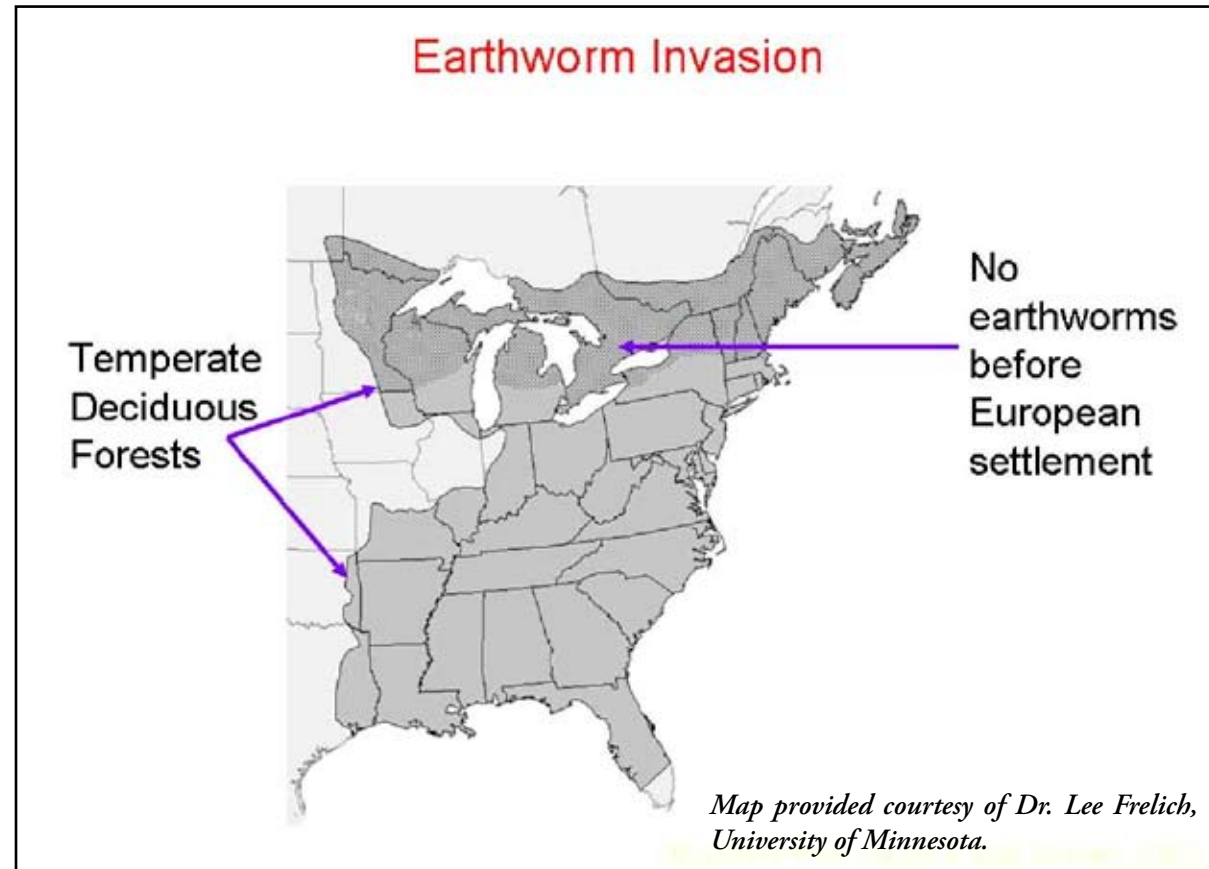 Earthworm Invasion
Temperate
Deciduous
Forests
No
earthworms
before
European
settlement
Map provided courtesy of Dr. Lee Frelich,
University of Minnesota.